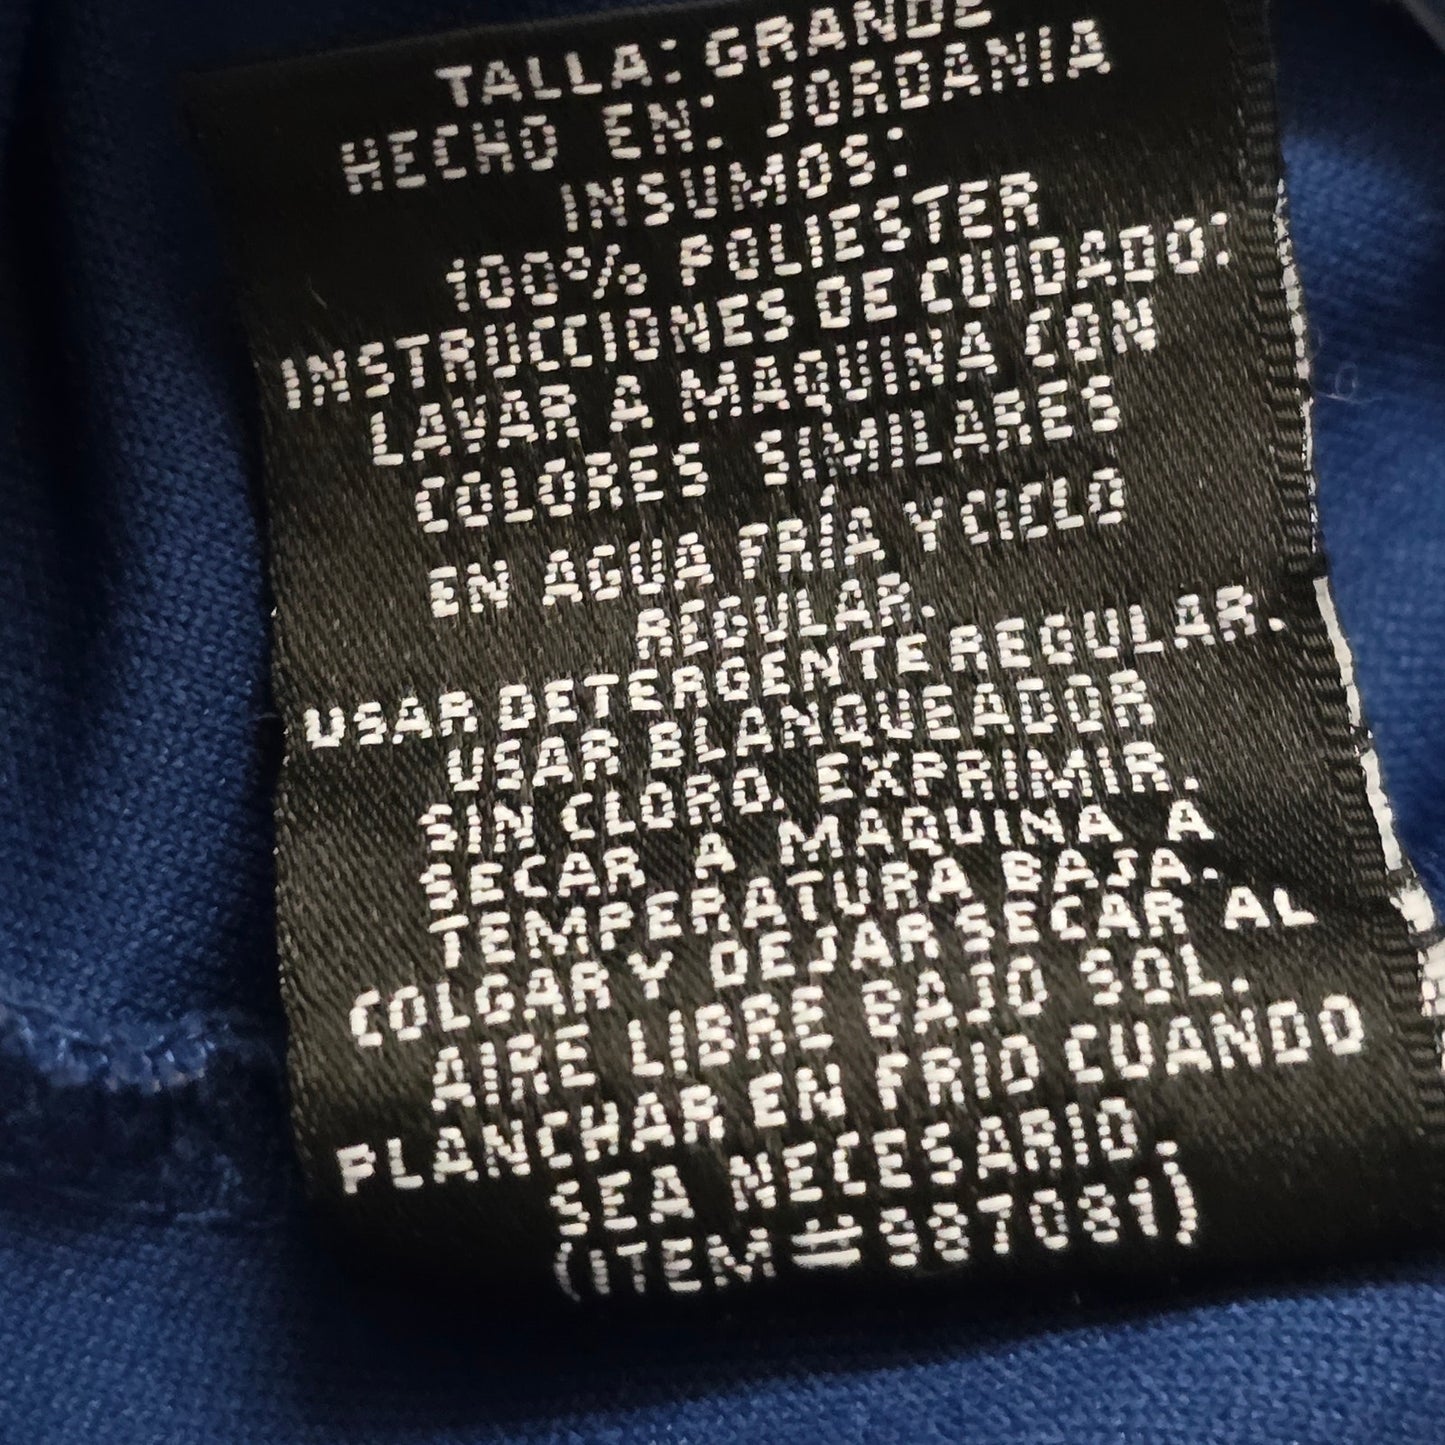 TALLA: GRANDE
HECHO EN: JORDANIA
INSUMOS:
100% POLIESTER
INSTRUCCIONES DE CUIDADO:
LAVAR A MAQUINA CON
COLORES SIMILARES
EN AGUA FRÍA Y CICLO
REGULAR.
USAR DETERGENTE REGULAR.
USAR BLANQUEADOR
SIN CLORO. EXPRIMIR.
SECAR A MAQUINA A
TEMPERATURA BAJA.
COLGAR Y DEJAR SECAR AL
AIRE LIBRE BAJO SOL.
PLANCHAR EN FRIO CUANDO
SEA NECESARIO.
(ITEM #987081)